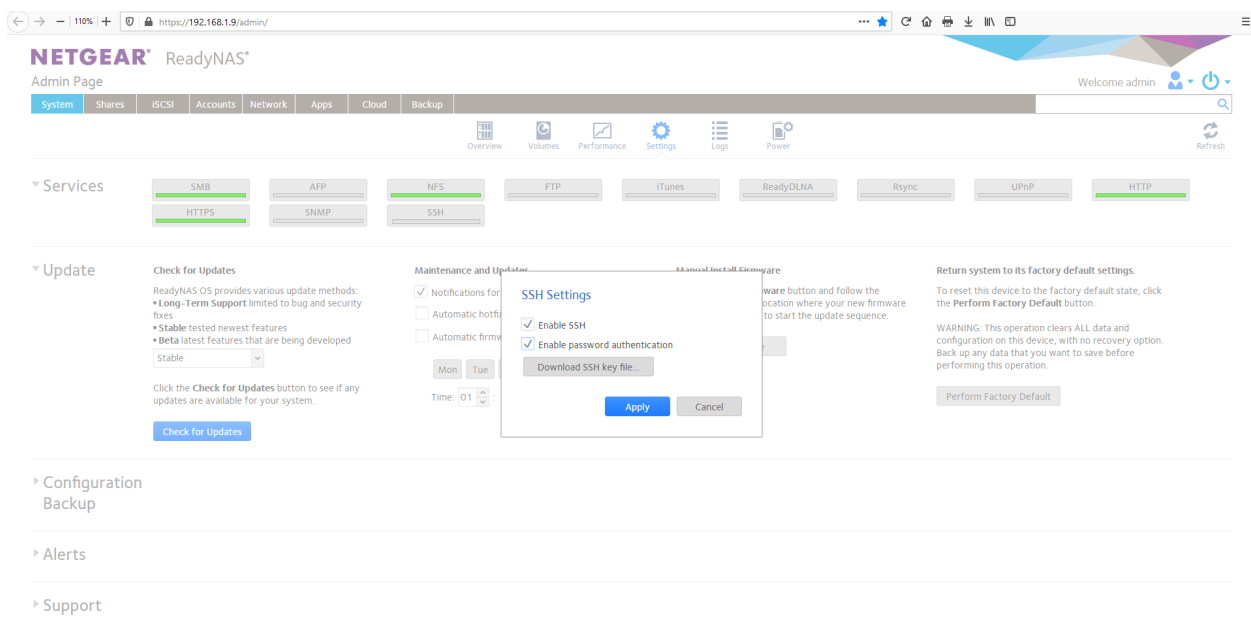 110%
https://192.168.1.9/admin/
NETGEAR® ReadyNAS®
Admin Page
Welcome admin
System Shares iSCSI Accounts Network Apps Cloud Backup
Overview Volumes Performance Settings Logs Power
Refresh
Services
SMB AFP NFS FTP iTunes ReadyDLNA Rsync UPnP HTTP
HTTPS SNMP SSH
Update
Check for Updates
ReadyNAS OS provides various update methods:
• Long-Term Support limited to bug and security
fixes
• Stable tested newest features
• Beta latest features that are being developed
Stable
Click the Check for Updates button to see if any
updates are available for your system.
Check for Updates
Maintenance and Updates
Notifications for
Automatic hotfi
Automatic firmw
Mon Tue
Time: 01 :
SSH Settings
Enable SSH
Enable password authentication
Download SSH key file...
Apply Cancel
Manual Install Firmware
ware button and follow the
ocation where your new firmware
to start the update sequence.
Return system to its factory default settings.
To reset this device to the factory default state, click
the Perform Factory Default button.
WARNING: This operation clears ALL data and
configuration on this device, with no recovery option.
Back up any data that you want to save before
performing this operation.
Perform Factory Default
Configuration
Backup
Alerts
Support